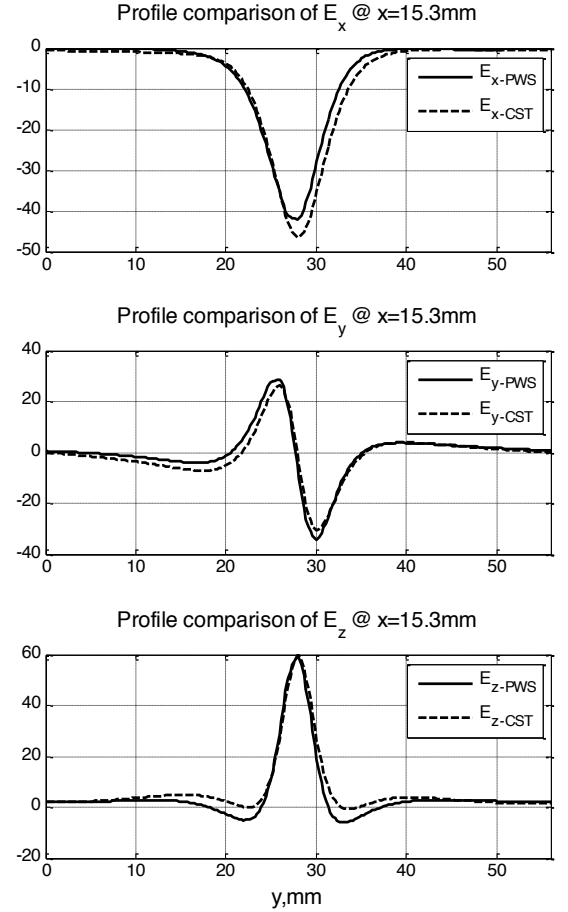 Profile comparison of E_x @ x=15.3mm
0
-10
-20
-30
-40
-50
E_x-PWS
E_x-CST
0 10 20 30 40 50
Profile comparison of E_y @ x=15.3mm
40
20
0
-20
-40
E_y-PWS
E_y-CST
0 10 20 30 40 50
Profile comparison of E_z @ x=15.3mm
60
40
20
0
-20
E_z-PWS
E_z-CST
0 10 20 30 40 50
y,mm